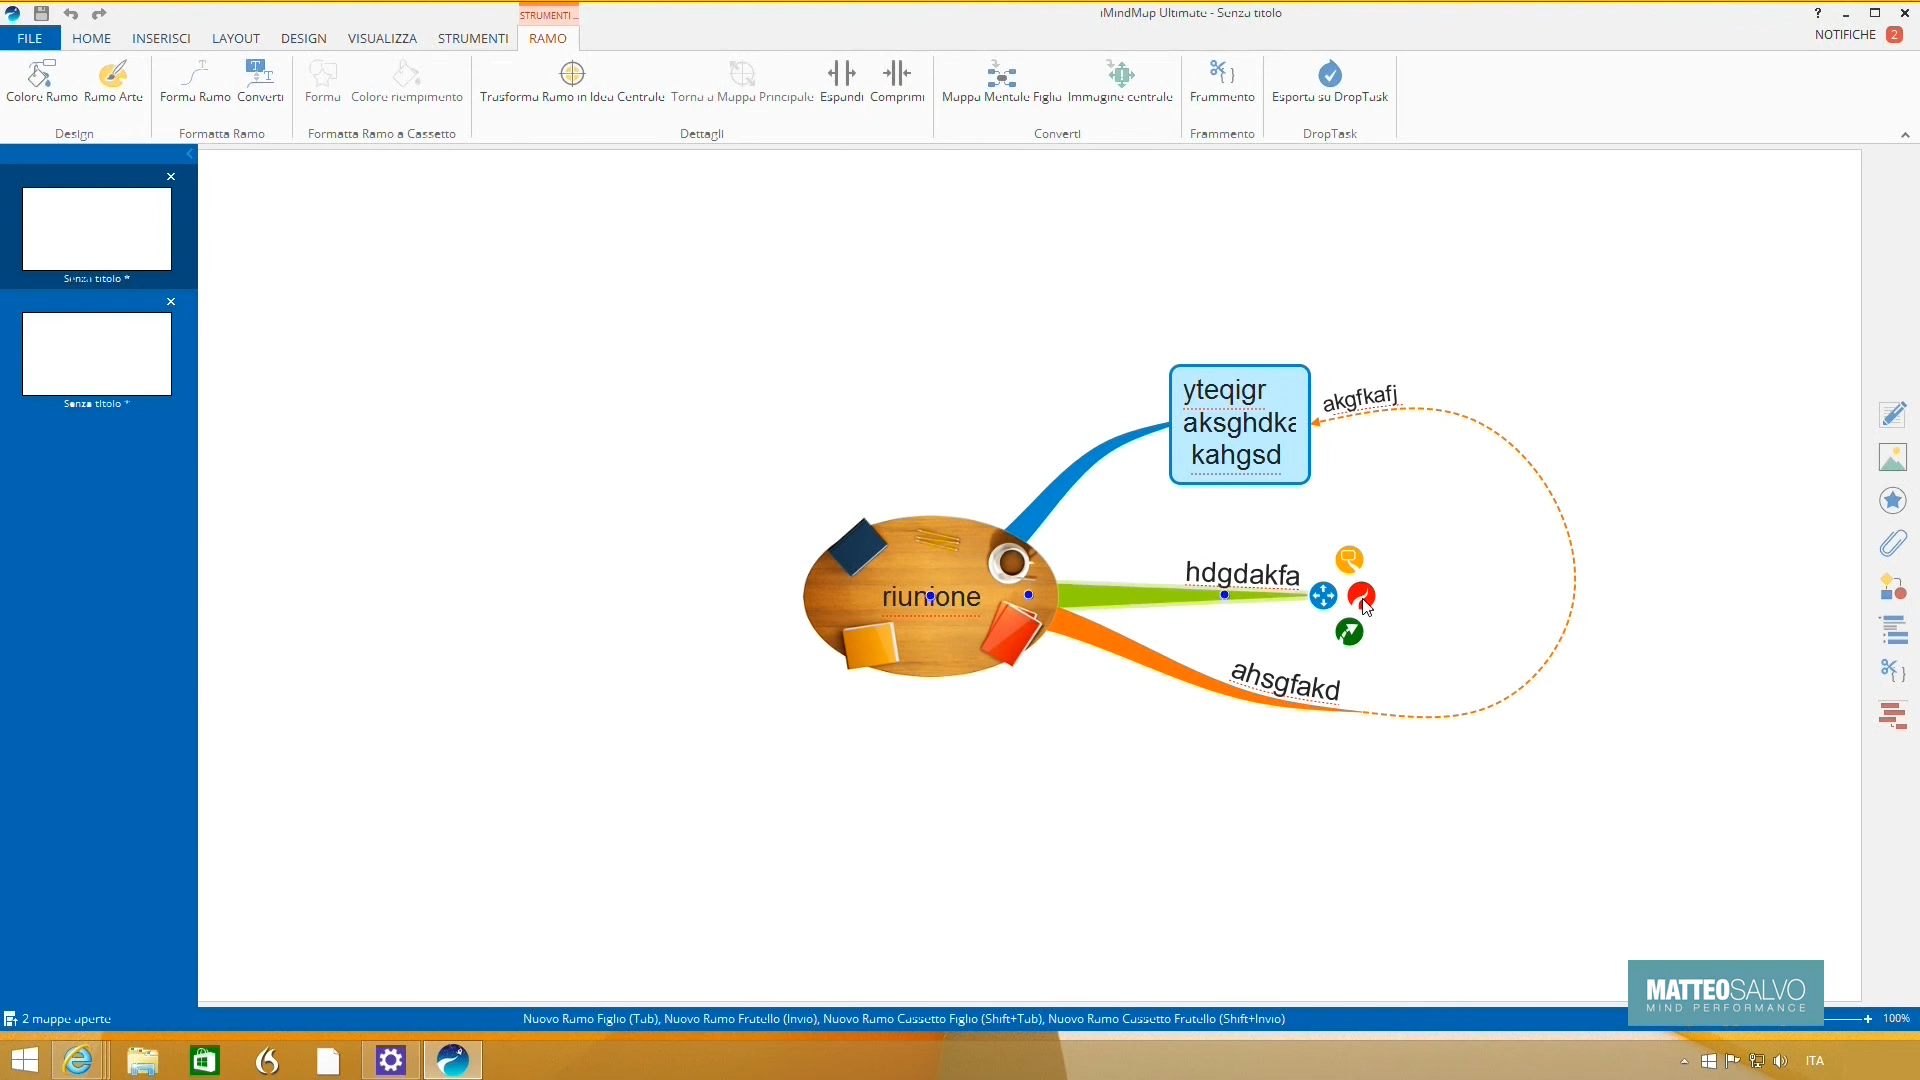 STRUMENTI ...
iMindMap Ultimate - Senza titolo
?
FILE HOME INSERISCI LAYOUT DESIGN VISUALIZZA STRUMENTI RAMO
NOTIFICHE 2
Colore Ramo Ramo Arte Forma Ramo Converti Forma Colore riempimento Trasforma Ramo in Idea Centrale Torna a Mappa Principale Espandi Comprimi Mappa Mentale Figlia Immagine centrale Frammento Esporta su DropTask
Design Formatta Ramo Formatta Ramo a Cassetto Dettagli Converti Frammento DropTask
Senza titolo *
Senza titolo *
yteqigr
aksghdka
kahgsd
akgfkafj
hdgdakfa
riunione
ahsgfakd
MATTEOSALVO
MIND PERFORMANCE
2 mappe aperte
Nuovo Ramo Figlio (Tab), Nuovo Ramo Fratello (Invio), Nuovo Ramo Cassetto Figlio (Shift+Tab), Nuovo Ramo Cassetto Fratello (Shift+Invio)
100%
ITA